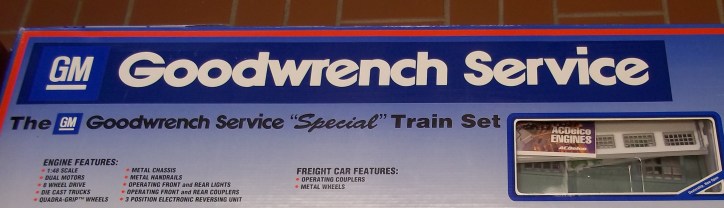 GM Goodwrench Service
The GM Goodwrench Service "Special" Train Set
ENGINE FEATURES:
• 1:48 SCALE
• DUAL MOTORS
• 8 WHEEL DRIVE
• DIE CAST TRUCKS
• QUADRA-GRIP™ WHEELS
• METAL CHASSIS
• METAL HANDRAILS
• OPERATING FRONT and REAR LIGHTS
• OPERATING FRONT and REAR COUPLERS
• 3 POSITION ELECTRONIC REVERSING UNIT
FREIGHT CAR FEATURES:
• OPERATING COUPLERS
• METAL WHEELS
ACDelco
ENGINES
ACDelco